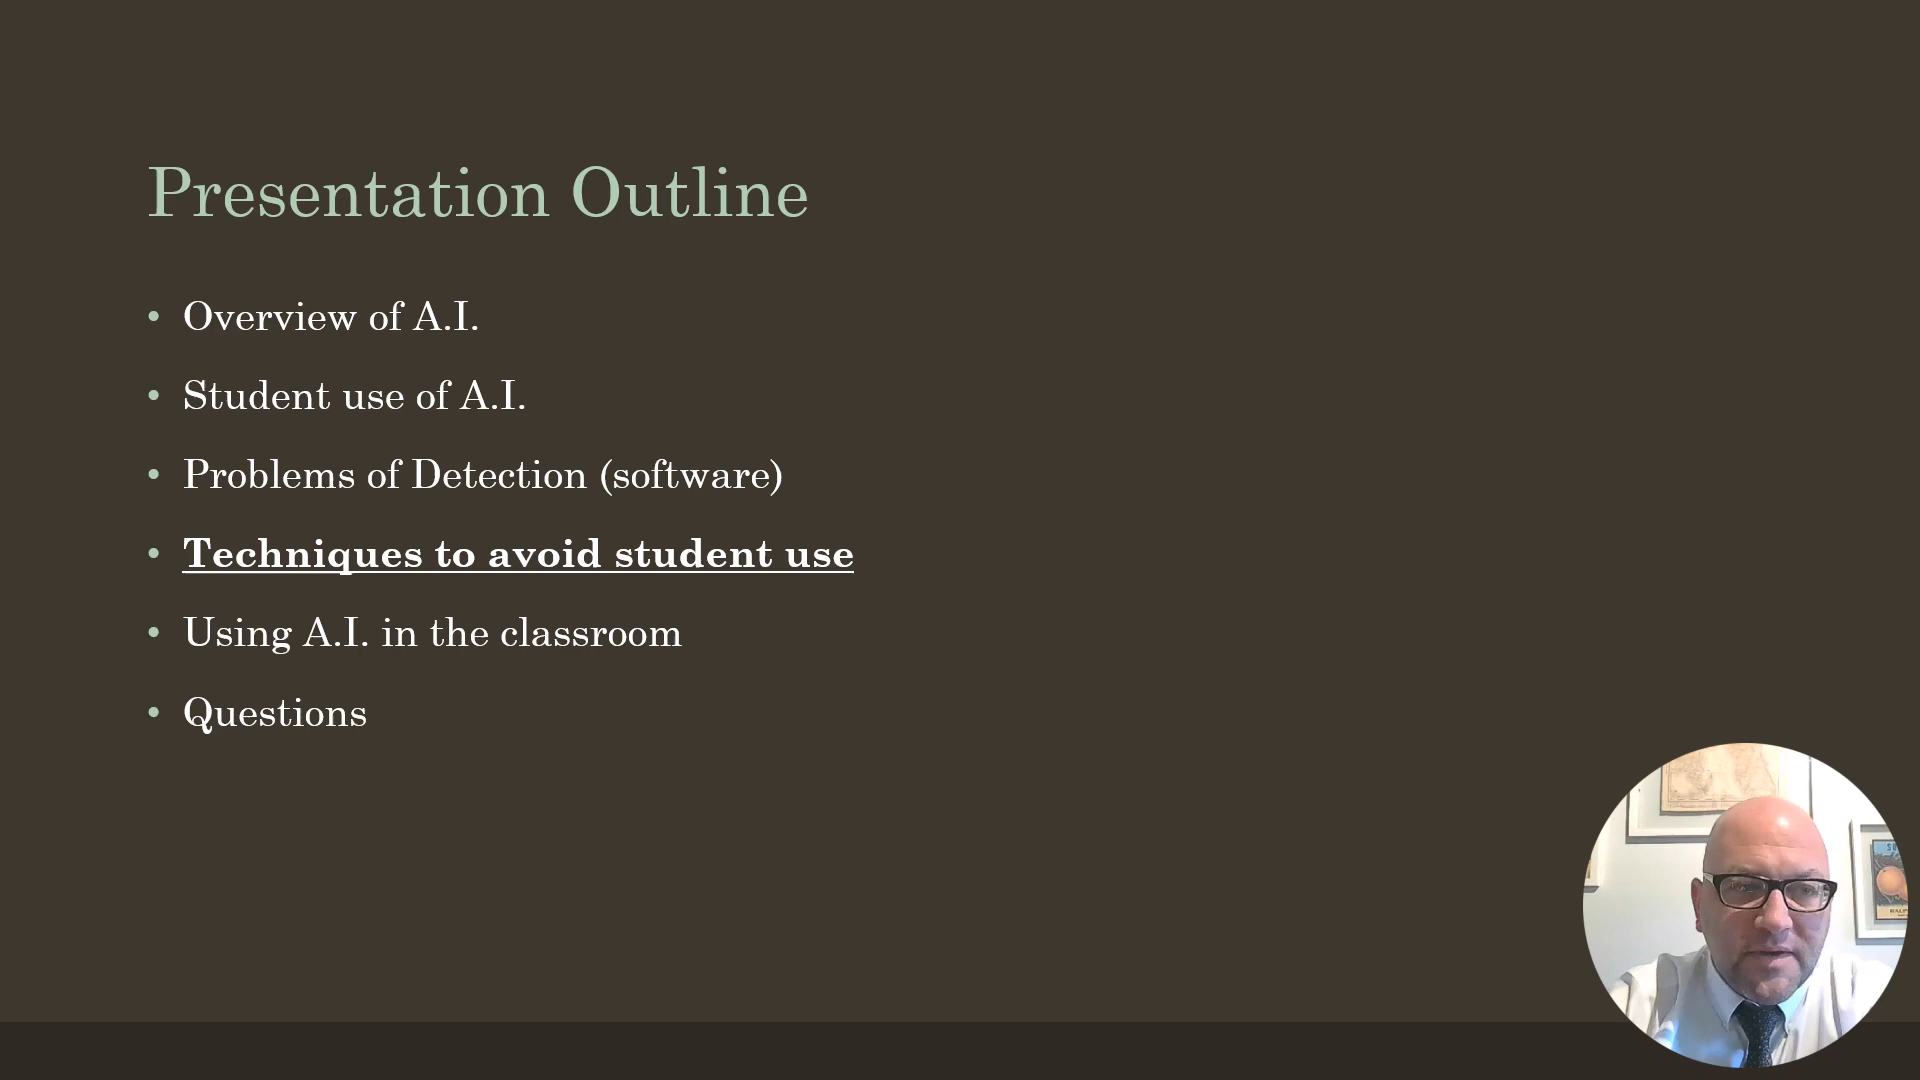 Presentation Outline
• Overview of A.I.
• Student use of A.I.
• Problems of Detection (software)
• Techniques to avoid student use
• Using A.I. in the classroom
• Questions